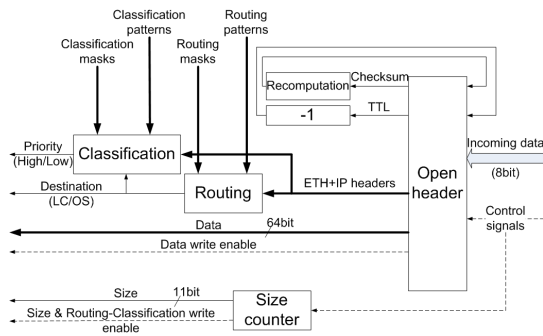 Classification patterns
Routing patterns
Classification masks
Routing masks
Recomputation
Checksum
-1
TTL
Incoming data
(8bit)
Priority
(High/Low)
Classification
Open header
ETH+IP headers
Destination
(LC/OS)
Routing
Control signals
Data
64bit
Data write enable
Size
11bit
Size counter
Size & Routing-Classification write
enable